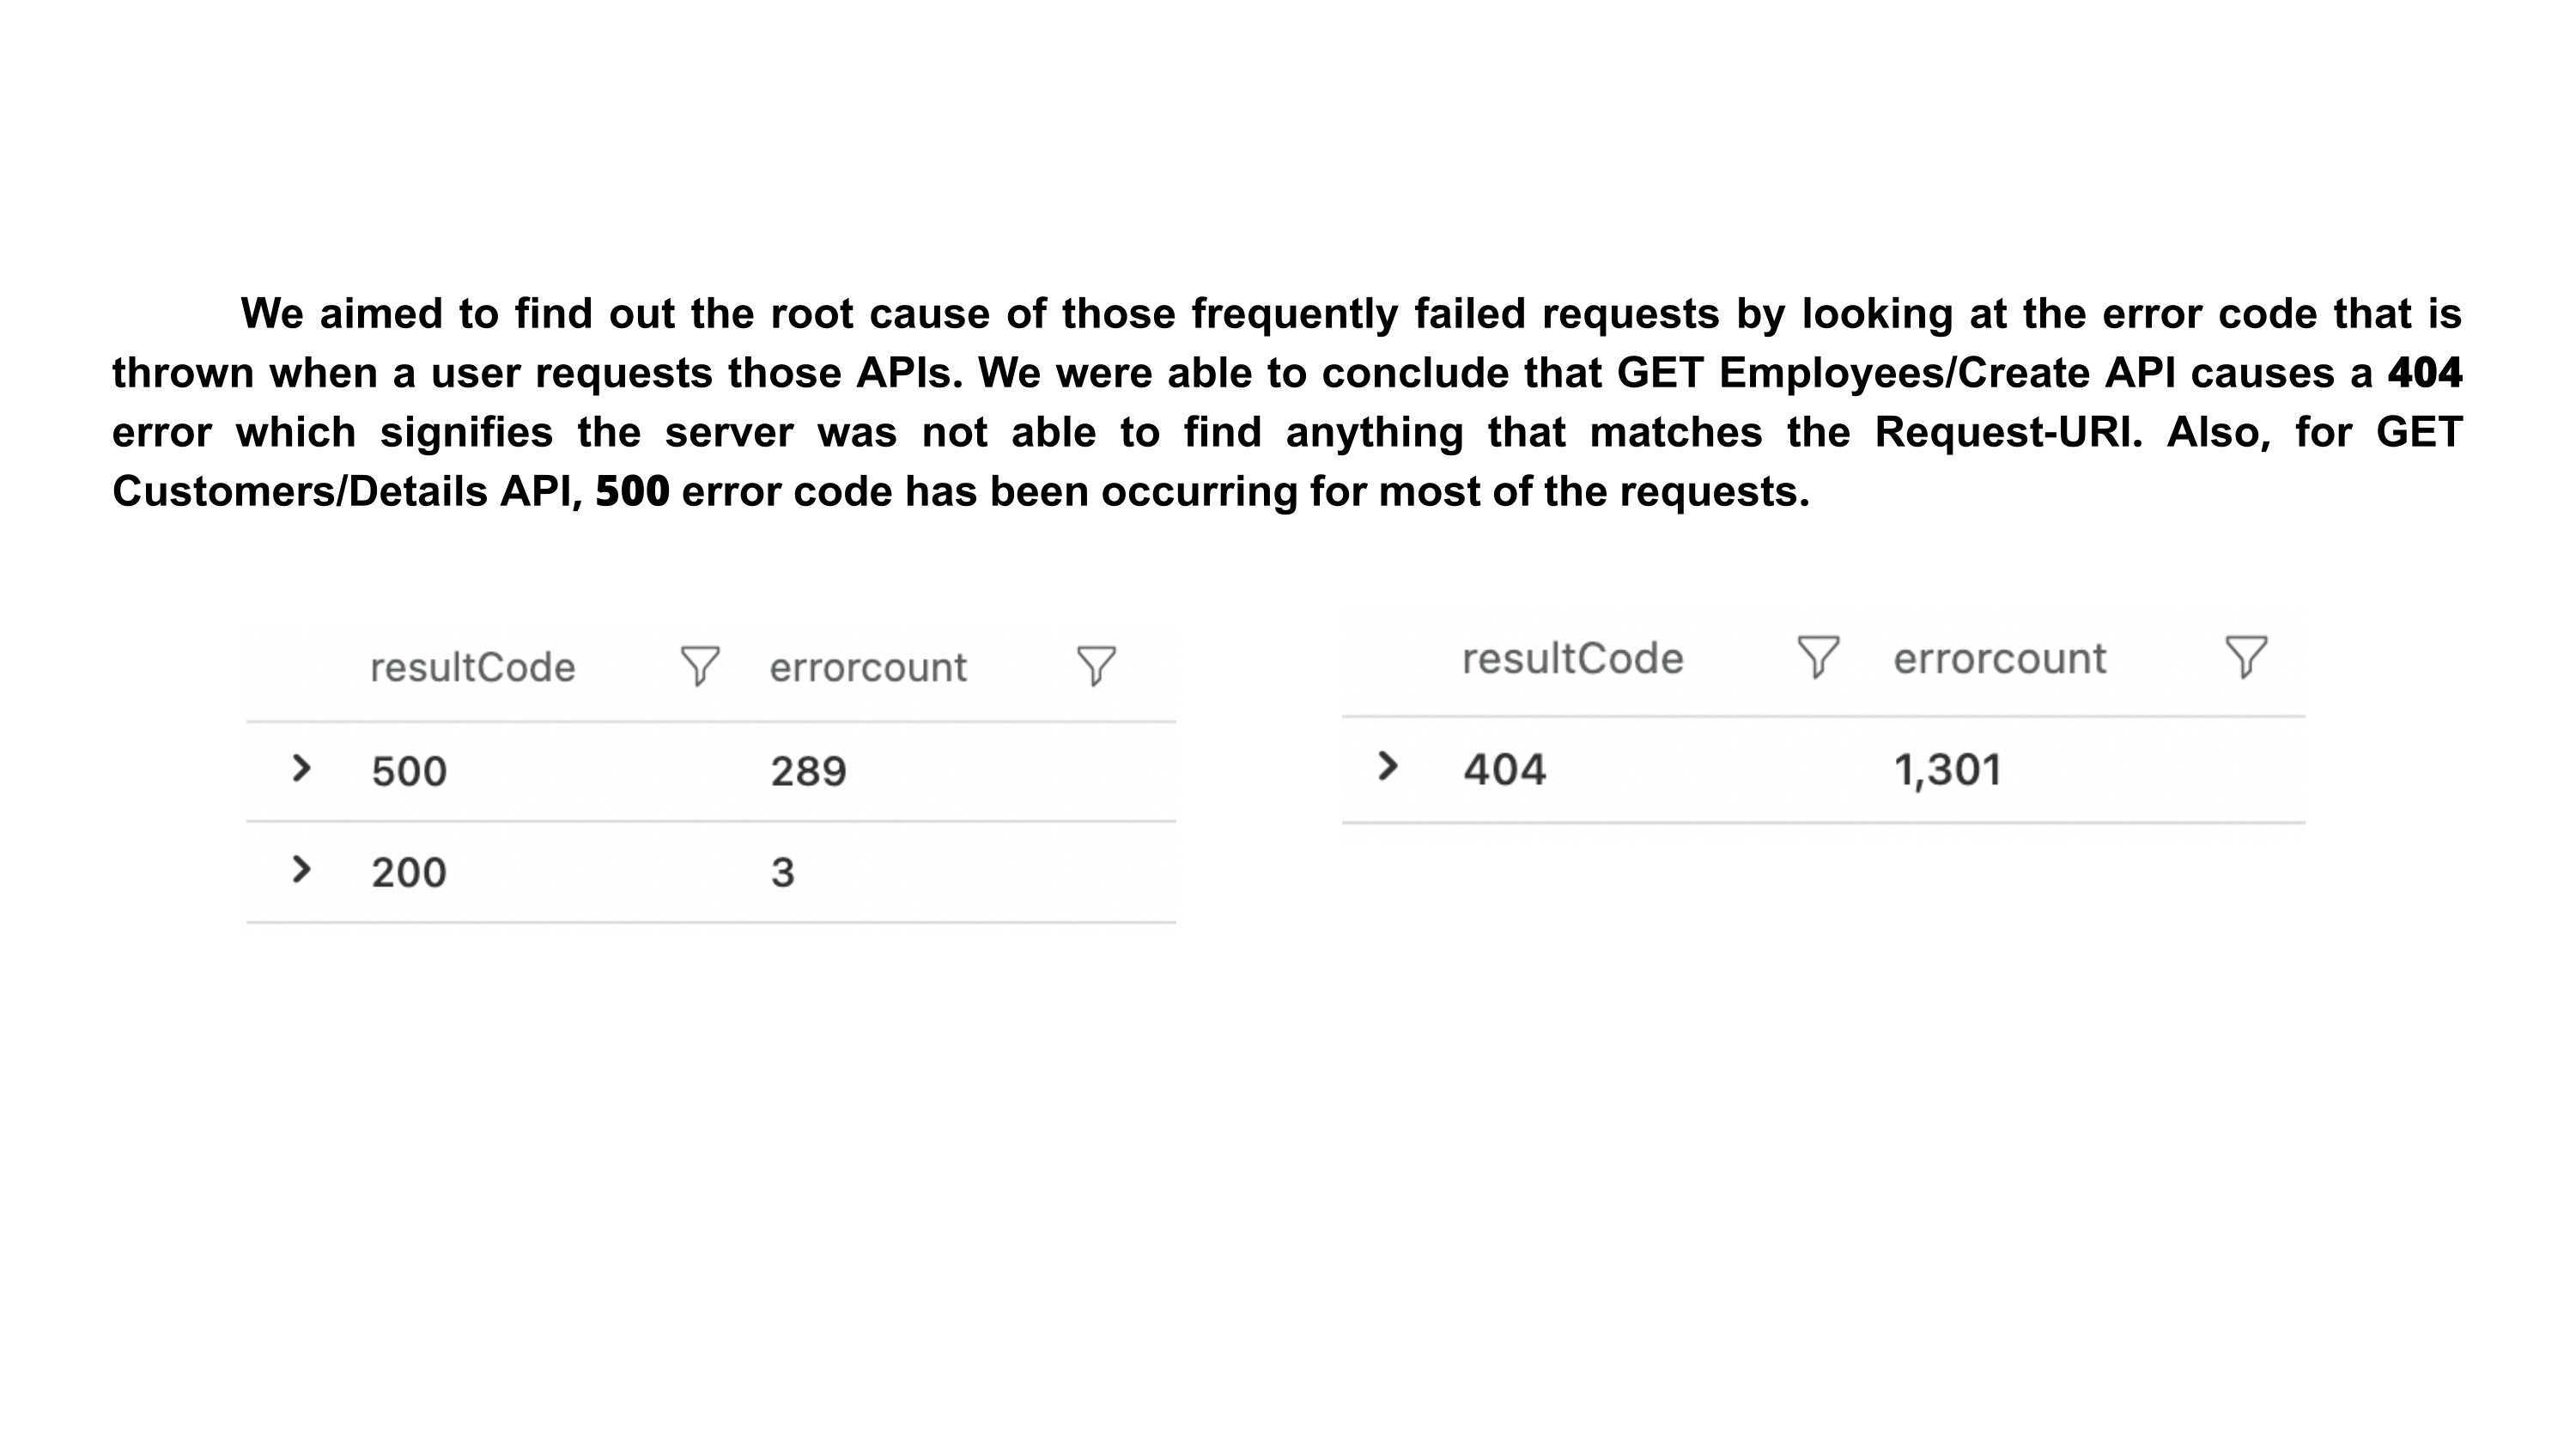 We aimed to find out the root cause of those frequently failed requests by looking at the error code that is
thrown when a user requests those APIs. We were able to conclude that GET Employees/Create API causes a 404
error which signifies the server was not able to find anything that matches the Request-URI. Also, for GET
Customers/Details API, 500 error code has been occurring for most of the requests.
resultCode errorcount
500 289
200 3
resultCode errorcount
404 1,301